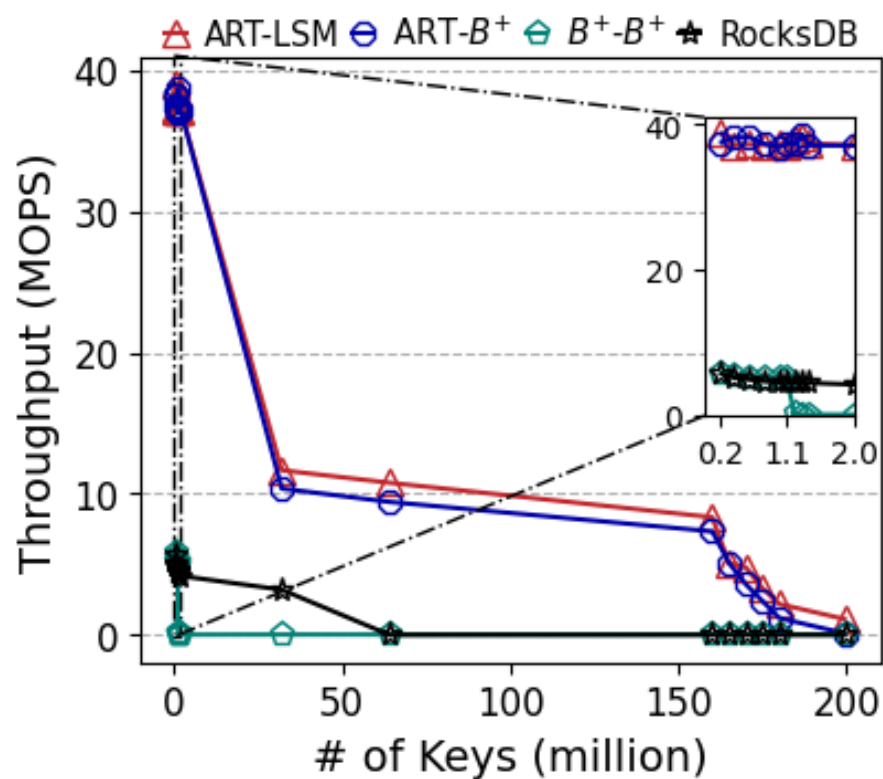 ART-LSM ART-B⁺ B⁺-B⁺ RocksDB
Throughput (MOPS)
40
30
20
10
0
40
20
0
0.2 1.1 2.0
0 50 100 150 200
# of Keys (million)